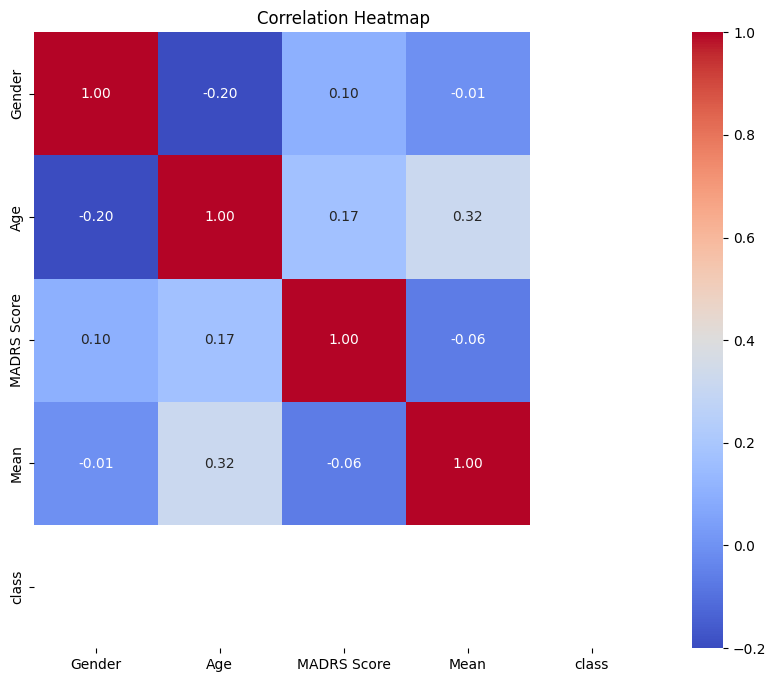 Correlation Heatmap
Gender 1.00 -0.20 0.10 -0.01
Age -0.20 1.00 0.17 0.32
MADRS Score 0.10 0.17 1.00 -0.06
Mean -0.01 0.32 -0.06 1.00
class
Gender Age MADRS Score Mean class
1.0
0.8
0.6
0.4
0.2
0.0
−0.2